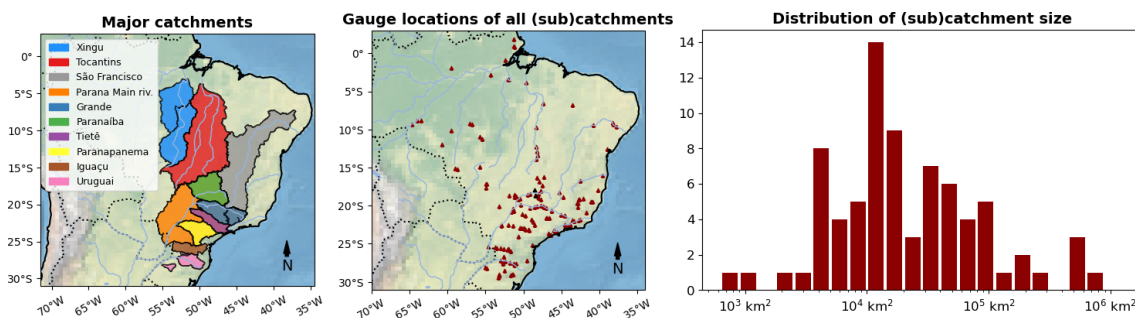 Major catchments
Xingu
Tocantins
São Francisco
Parana Main riv.
Grande
Paranaíba
Tietê
Paranapanema
Iguaçu
Uruguai
0°
5°S
10°S
15°S
20°S
25°S
30°S
70°W
65°W
60°W
55°W
50°W
45°W
40°W
35°W
N
Gauge locations of all (sub)catchments
0°
5°S
10°S
15°S
20°S
25°S
30°S
70°W
65°W
60°W
55°W
50°W
45°W
40°W
35°W
N
Distribution of (sub)catchment size
14
12
10
8
6
4
2
0
10³ km²
10⁴ km²
10⁵ km²
10⁶ km²